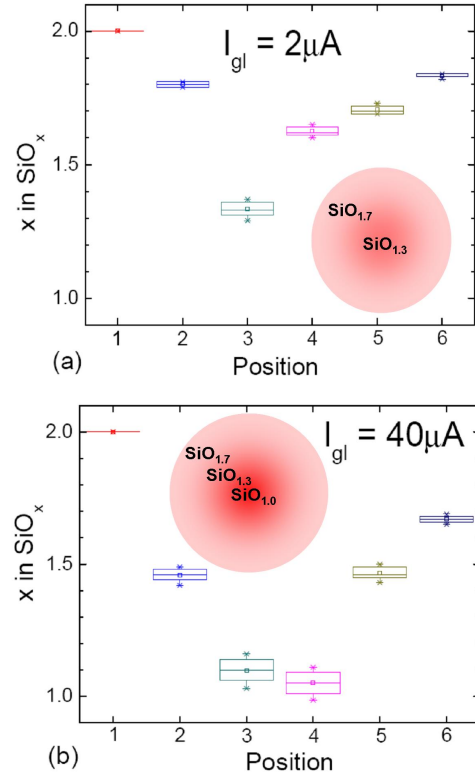 I_gl = 2μA
2.0
1.5
1.0
x in SiO_x
SiO_1.7
SiO_1.3
1 2 3 4 5 6
(a) Position
I_gl = 40μA
2.0
1.5
1.0
x in SiO_x
SiO_1.7
SiO_1.3
SiO_1.0
1 2 3 4 5 6
(b) Position